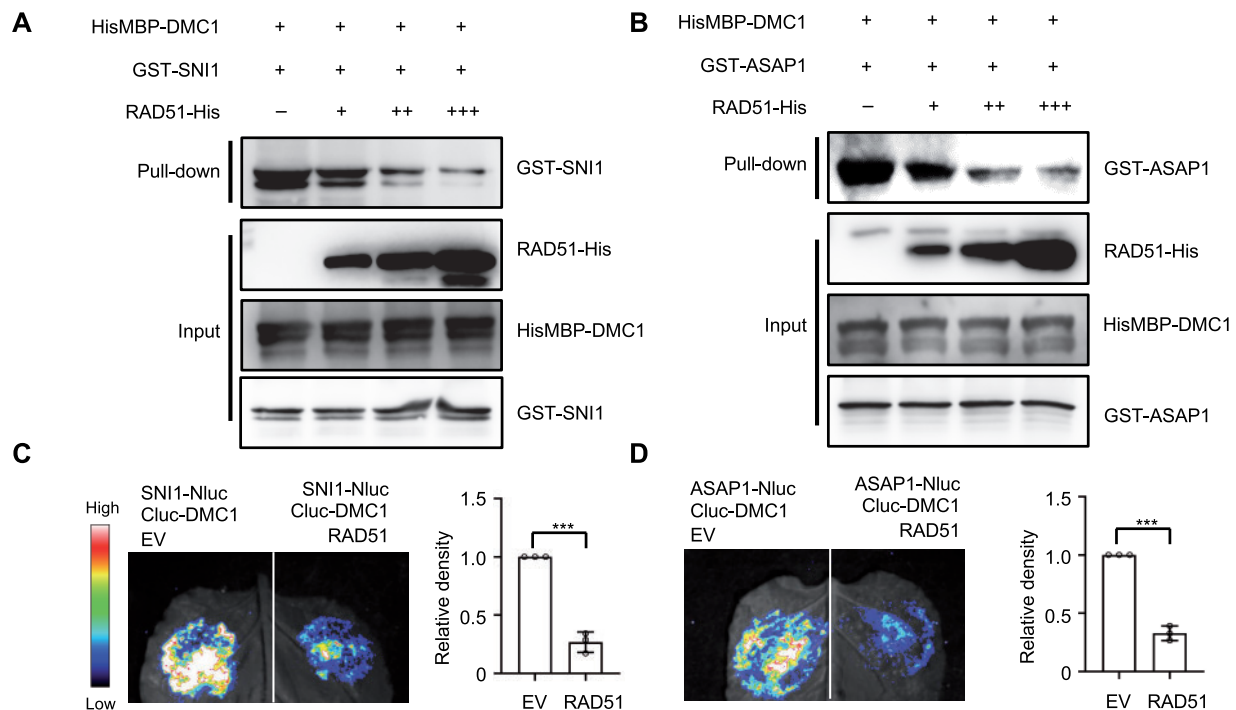 A
HisMBP-DMC1 + + + +
GST-SNI1 + + + +
RAD51-His – + ++ +++
Pull-down
GST-SNI1
RAD51-His
Input
HisMBP-DMC1
GST-SNI1
B
HisMBP-DMC1 + + + +
GST-ASAP1 + + + +
RAD51-His – + ++ +++
Pull-down
GST-ASAP1
RAD51-His
Input
HisMBP-DMC1
GST-ASAP1
C
High
Low
SNI1-Nluc
Cluc-DMC1
EV
SNI1-Nluc
Cluc-DMC1
RAD51
Relative density
1.5
1.0
0.5
0
***
EV RAD51
D
ASAP1-Nluc
Cluc-DMC1
EV
ASAP1-Nluc
Cluc-DMC1
RAD51
Relative density
1.5
1.0
0.5
0
***
EV RAD51